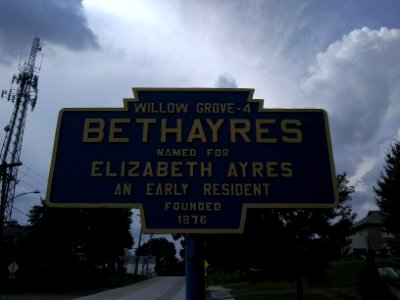 WILLOW GROVE-4
BETHAYRES
NAMED FOR
ELIZABETH AYRES
AN EARLY RESIDENT
FOUNDED
1876